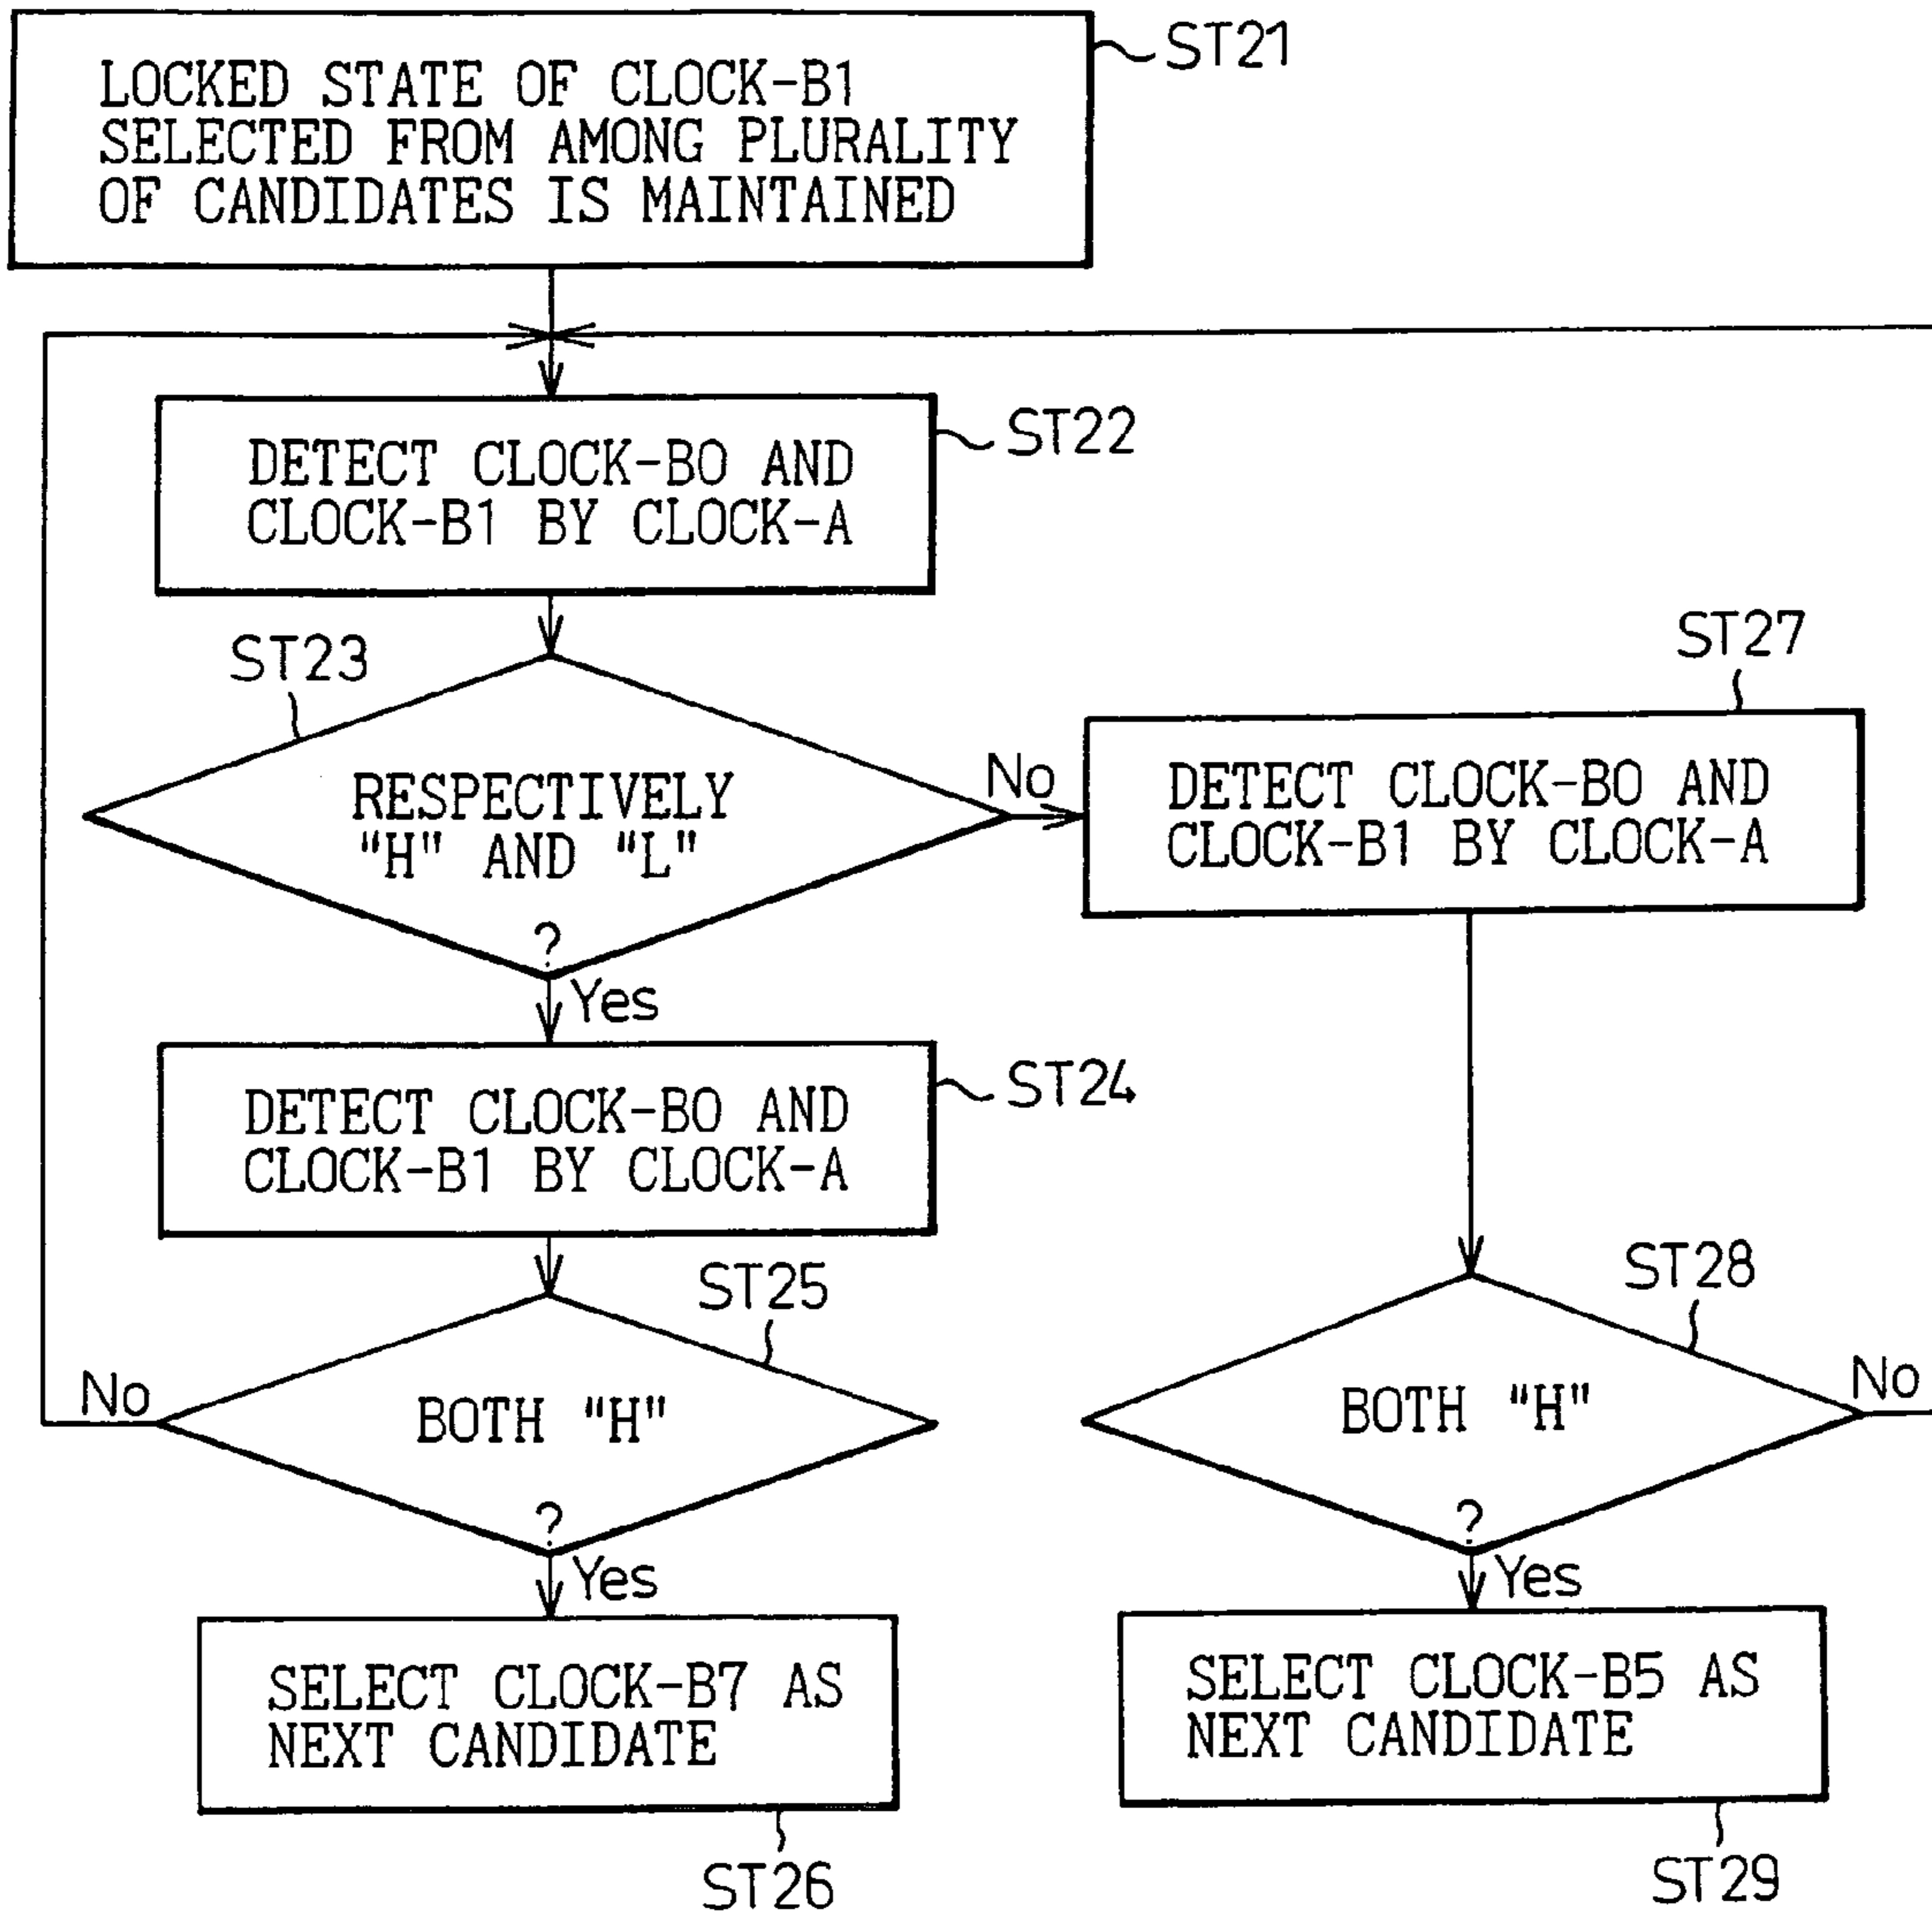 LOCKED STATE OF CLOCK-B1
SELECTED FROM AMONG PLURALITY
OF CANDIDATES IS MAINTAINED
ST21
DETECT CLOCK-B0 AND
CLOCK-B1 BY CLOCK-A
ST22
ST23
RESPECTIVELY
"H" AND "L"
?
No
Yes
ST27
DETECT CLOCK-B0 AND
CLOCK-B1 BY CLOCK-A
DETECT CLOCK-B0 AND
CLOCK-B1 BY CLOCK-A
ST24
ST25
BOTH "H"
?
No
Yes
ST28
BOTH "H"
?
No
Yes
SELECT CLOCK-B7 AS
NEXT CANDIDATE
ST26
SELECT CLOCK-B5 AS
NEXT CANDIDATE
ST29